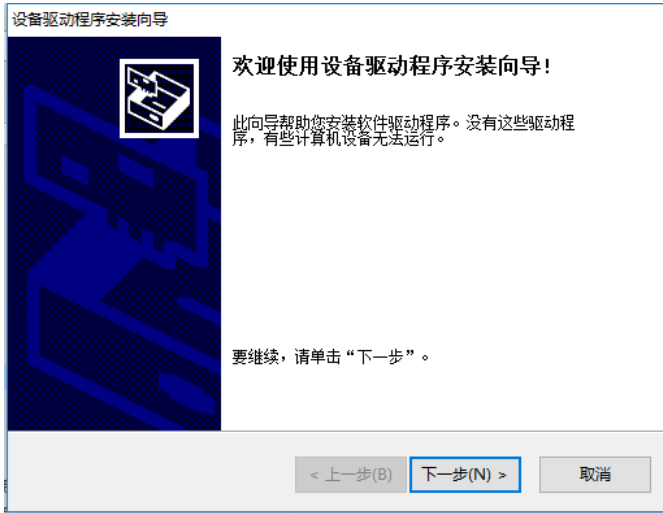 设备驱动程序安装向导
欢迎使用设备驱动程序安装向导!
此向导帮助您安装软件驱动程序。没有这些驱动程
序，有些计算机设备无法运行。
要继续，请单击“下一步”。
< 上一步(B)
下一步(N) >
取消